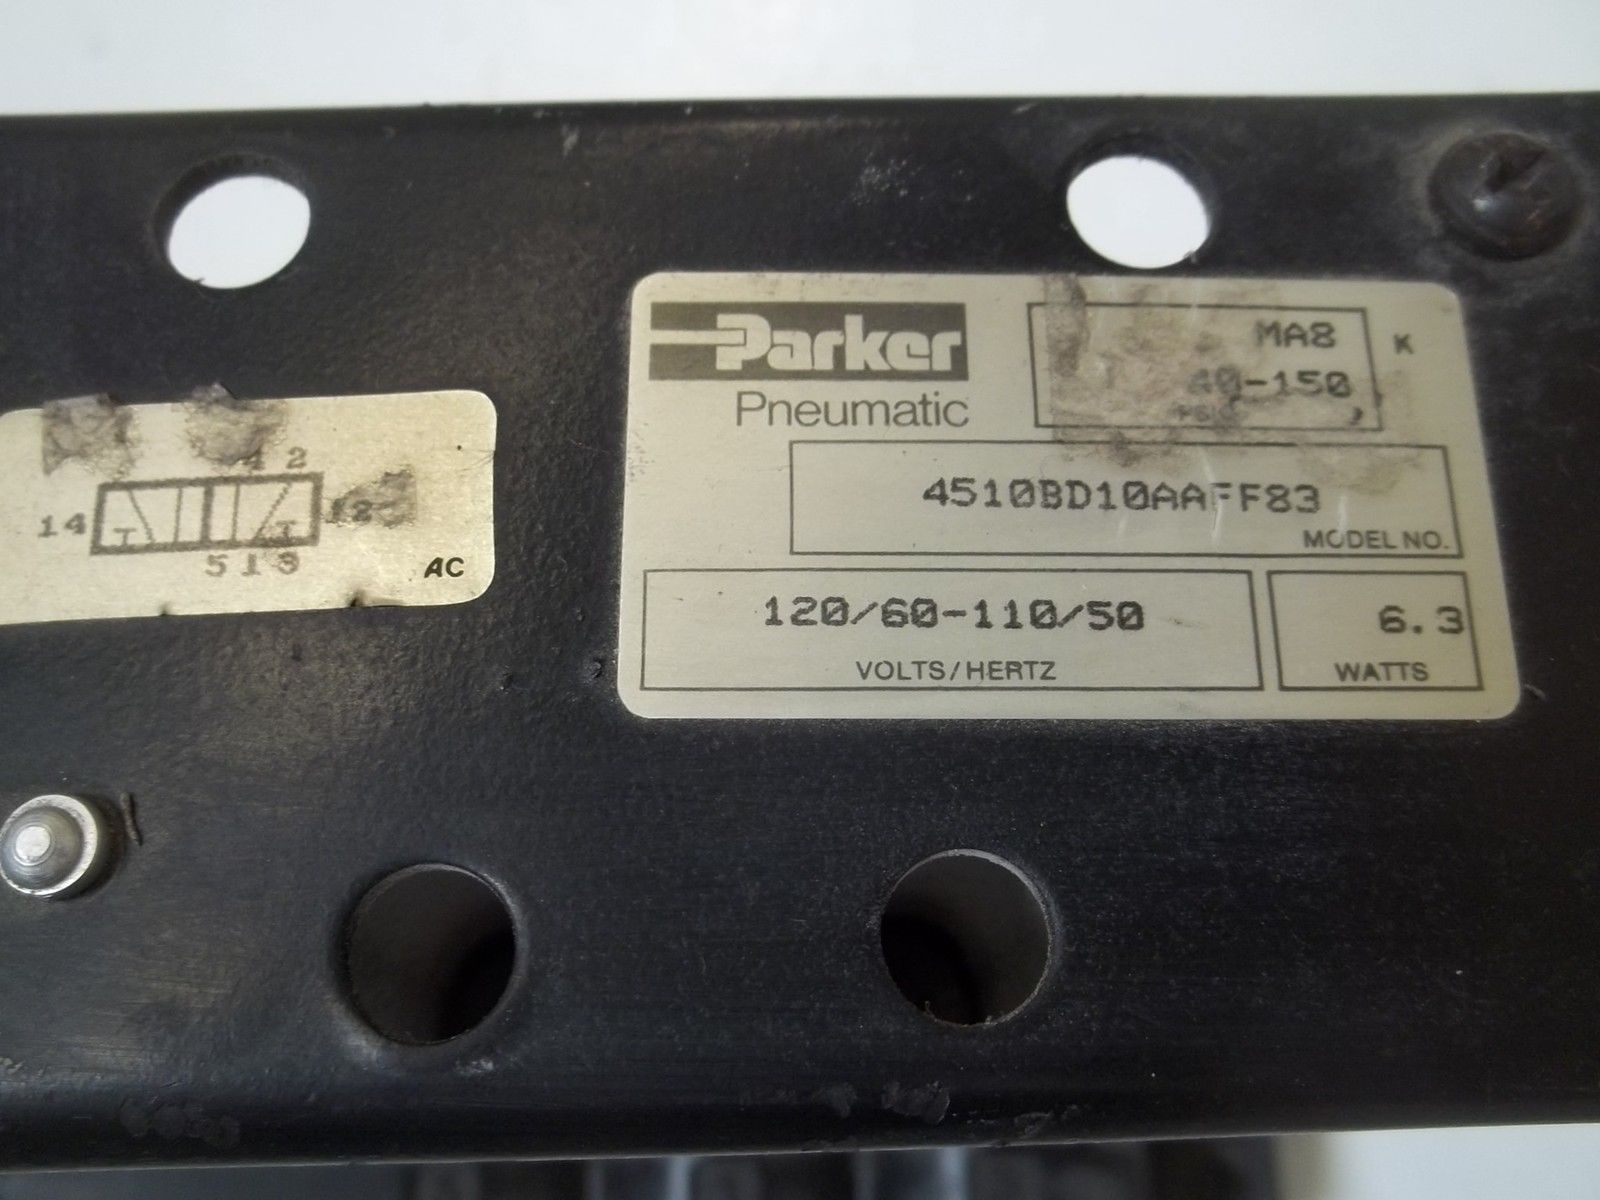 4 2
14
12
5 1 3
AC
Parker
Pneumatic
MA8
K
40-150
PSIG
4510BD10AAFF83
MODEL NO.
120/60-110/50
VOLTS/HERTZ
6.3
WATTS